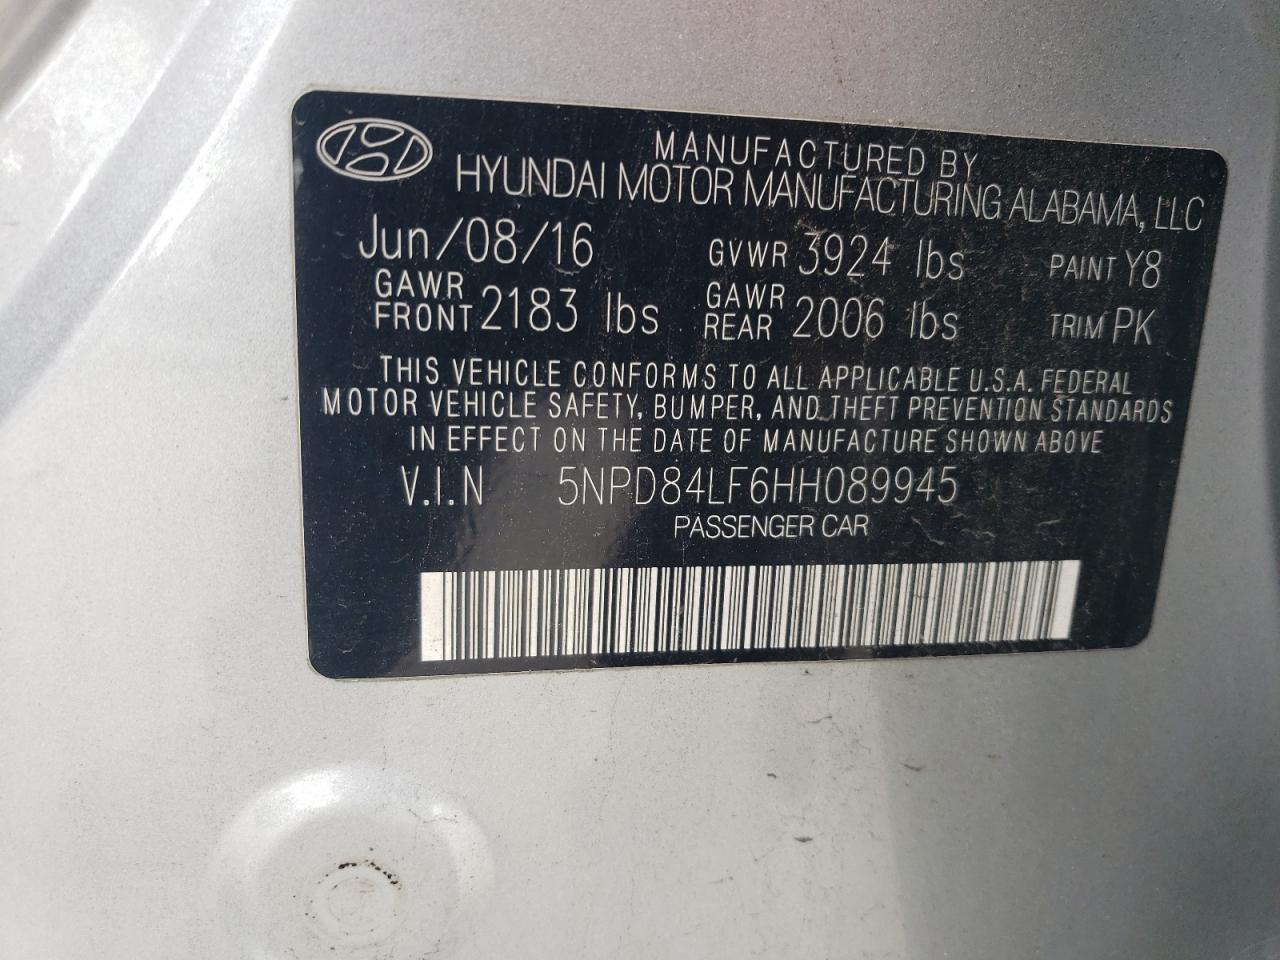 MANUFACTURED BY
HYUNDAI MOTOR MANUFACTURING ALABAMA, LLC
Jun/08/16 GVWR 3924 lbs PAINT Y8
GAWR FRONT 2183 lbs GAWR REAR 2006 lbs TRIM PK
THIS VEHICLE CONFORMS TO ALL APPLICABLE U.S.A. FEDERAL
MOTOR VEHICLE SAFETY, BUMPER, AND THEFT PREVENTION STANDARDS
IN EFFECT ON THE DATE OF MANUFACTURE SHOWN ABOVE
V.I.N 5NPD84LF6HH089945
PASSENGER CAR